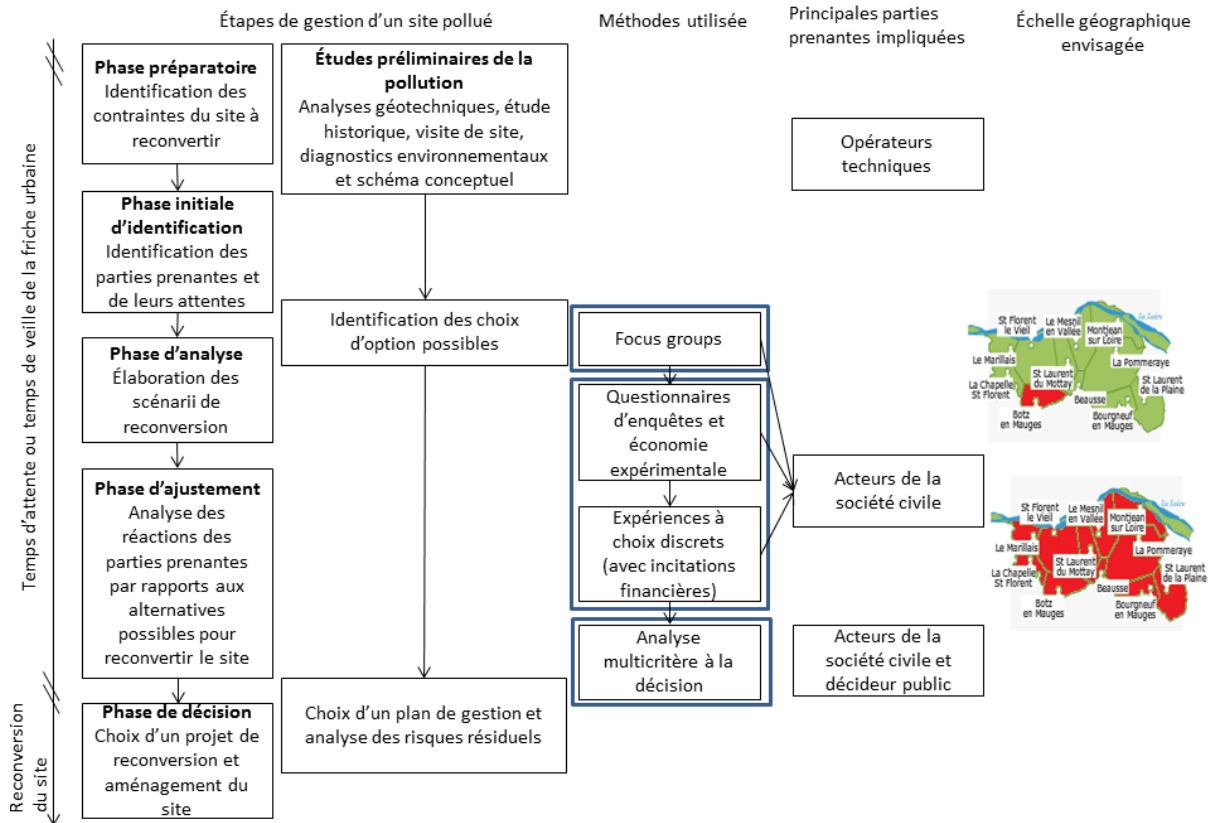 Étapes de gestion d'un site pollué
Méthodes utilisée
Principales parties
prenantes impliquées
Échelle géographique
envisagée
Temps d'attente ou temps de veille de la friche urbaine
Reconversion
du site
Phase préparatoire
Identification des
contraintes du site à
reconvertir
Phase initiale
d'identification
Identification des
parties prenantes et
de leurs attentes
Phase d'analyse
Élaboration des
scénarii de
reconversion
Phase d'ajustement
Analyse des
réactions des
parties prenantes
par rapports aux
alternatives
possibles pour
reconvertir le site
Phase de décision
Choix d'un projet de
reconversion et
aménagement du
site
Études préliminaires de la
pollution
Analyses géotechniques, étude
historique, visite de site,
diagnostics environnementaux
et schéma conceptuel
Identification des choix
d'option possibles
Choix d'un plan de gestion et
analyse des risques résiduels
Focus groups
Questionnaires
d'enquêtes et
économie
expérimentale
Expériences à
choix discrets
(avec incitations
financières)
Analyse
multicritère à la
décision
Opérateurs
techniques
Acteurs de la
société civile
Acteurs de la
société civile et
décideur public
La Loire
St Florent
le Vieil
Le Mesnil
en Vallée
Montjean
sur Loire
Le Marillais
La Pommeraye
St Laurent
du Mottay
La Chapelle
St Florent
St Laurent
de la Plaine
Beausse
Botz
en Mauges
Bourgneuf
en Mauges
La Loire
St Florent
le Vieil
Le Mesnil
en Vallée
Montjean
sur Loire
Le Marillais
La Pommeraye
St Laurent
du Mottay
La Chapelle
St Florent
St Laurent
de la Plaine
Beausse
Botz
en Mauges
Bourgneuf
en Mauges